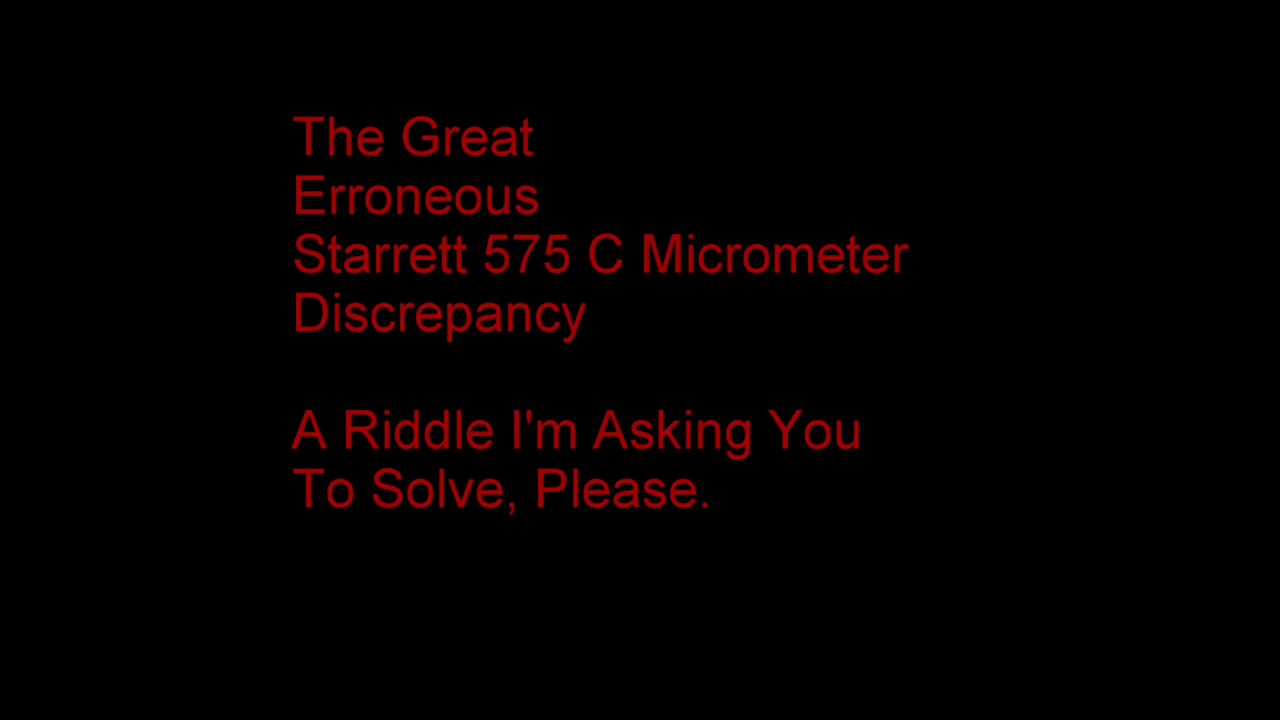 The Great
Erroneous
Starrett 575 C Micrometer
Discrepancy
A Riddle I'm Asking You
To Solve, Please.